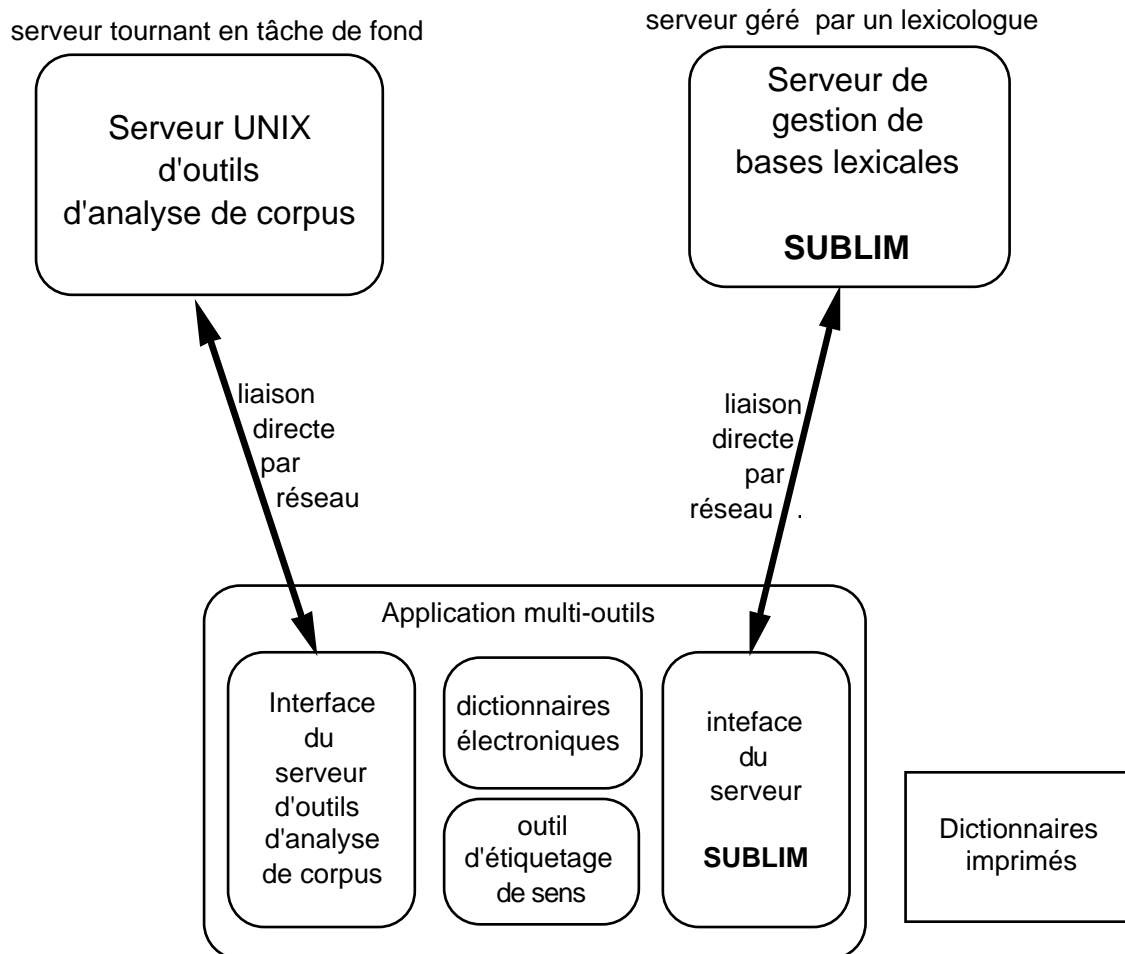 serveur tournant en tâche de fond
serveur géré par un lexicologue
Serveur UNIX
d'outils
d'analyse de corpus
Serveur de
gestion de
bases lexicales
SUBLIM
liaison
directe
par
réseau
liaison
directe
par
réseau .
Application multi-outils
Interface
du
serveur
d'outils
d'analyse
de corpus
dictionnaires
électroniques
outil
d'étiquetage
de sens
inteface
du
serveur
SUBLIM
Dictionnaires
imprimés